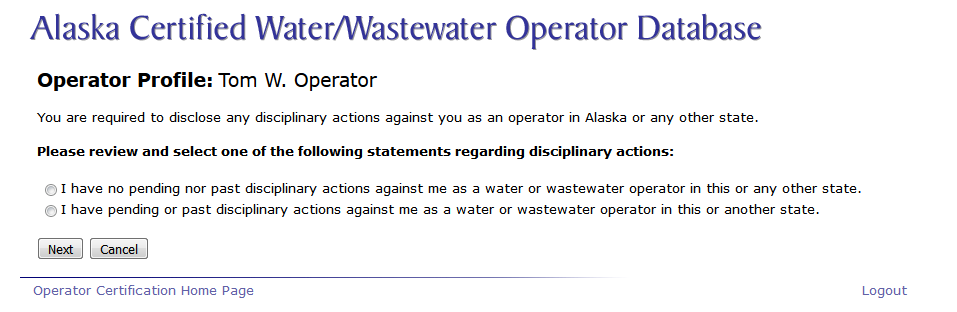 Alaska Certified Water/Wastewater Operator Database
Operator Profile: Tom W. Operator
You are required to disclose any disciplinary actions against you as an operator in Alaska or any other state.
Please review and select one of the following statements regarding disciplinary actions:
I have no pending nor past disciplinary actions against me as a water or wastewater operator in this or any other state.
I have pending or past disciplinary actions against me as a water or wastewater operator in this or another state.
Next Cancel
Operator Certification Home Page Logout